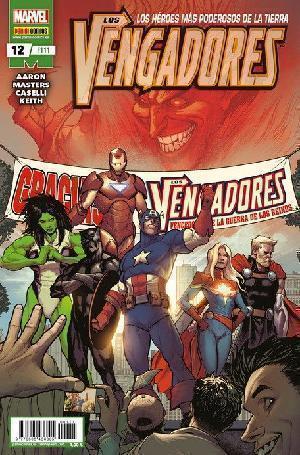 MARVEL
PANINI COMICS
12
#111
AARON
MASTERS
CASELLI
KEITH
LOS HÉROES MÁS PODEROSOS DE LA TIERRA
LOS
VENGADORES
LOS
VENGADORES
LA GUERRA DE LOS REINOS